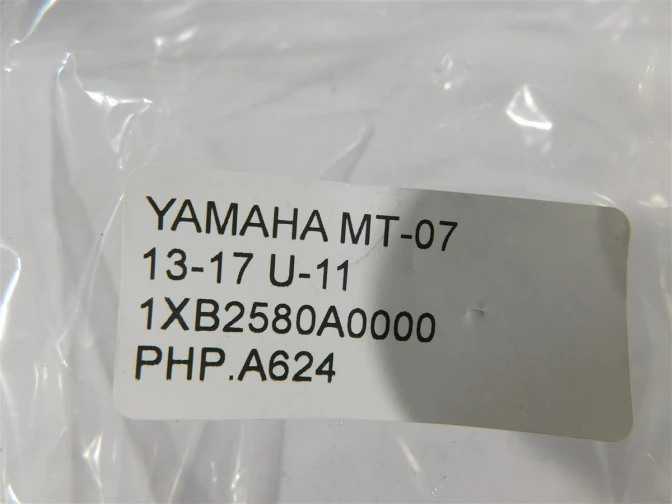 YAMAHA MT-07
13-17 U-11
1XB2580A0000
PHP.A624